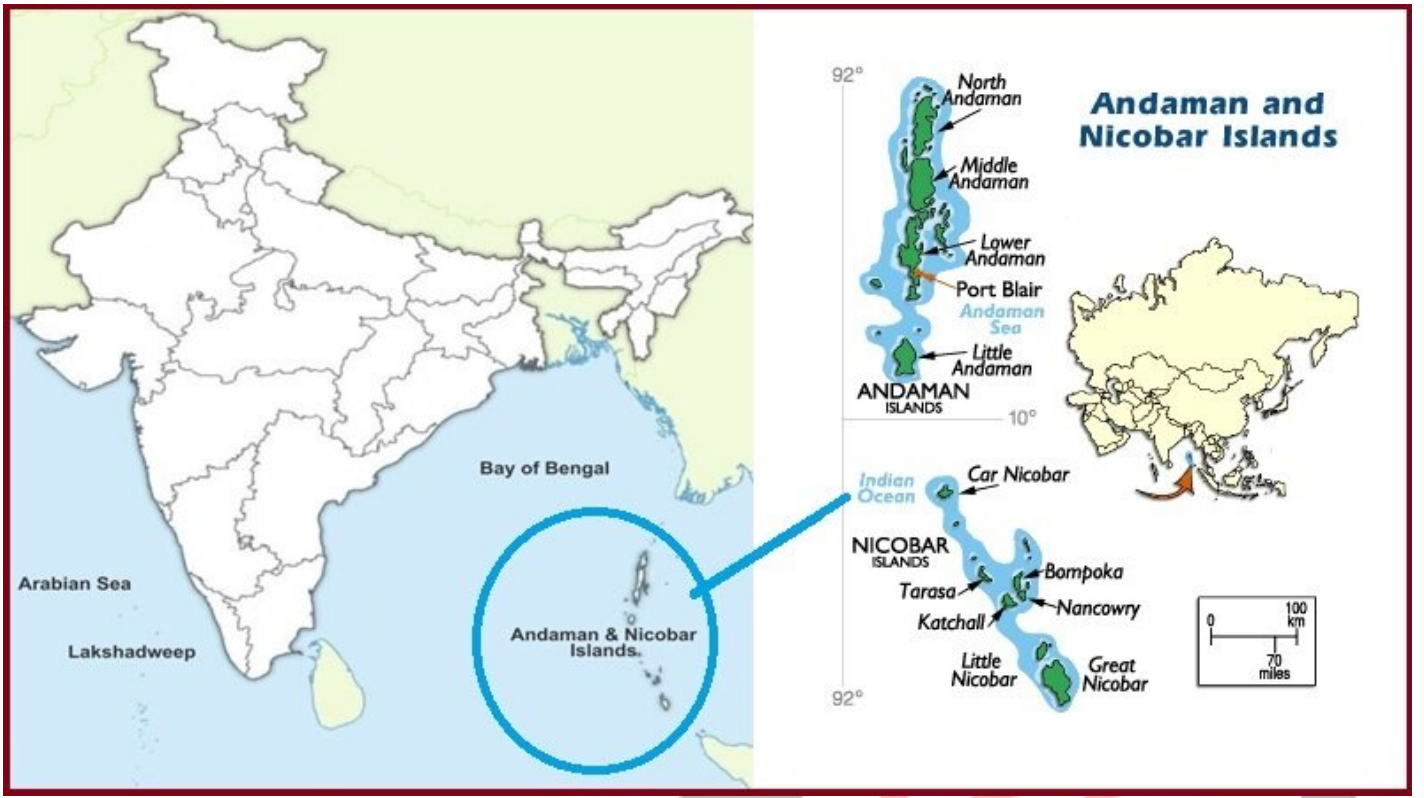 Bay of Bengal
Arabian Sea
Lakshadweep
Andaman & Nicobar
Islands
Andaman and
Nicobar Islands
92°
North
Andaman
Middle
Andaman
Lower
Andaman
Port Blair
Andaman
Sea
Little
Andaman
ANDAMAN
ISLANDS
10°
Indian
Ocean
Car Nicobar
NICOBAR
ISLANDS
Bompoka
Tarasa
Nancowry
Katchall
Little
Nicobar
Great
Nicobar
92°
0
100
km
70
miles